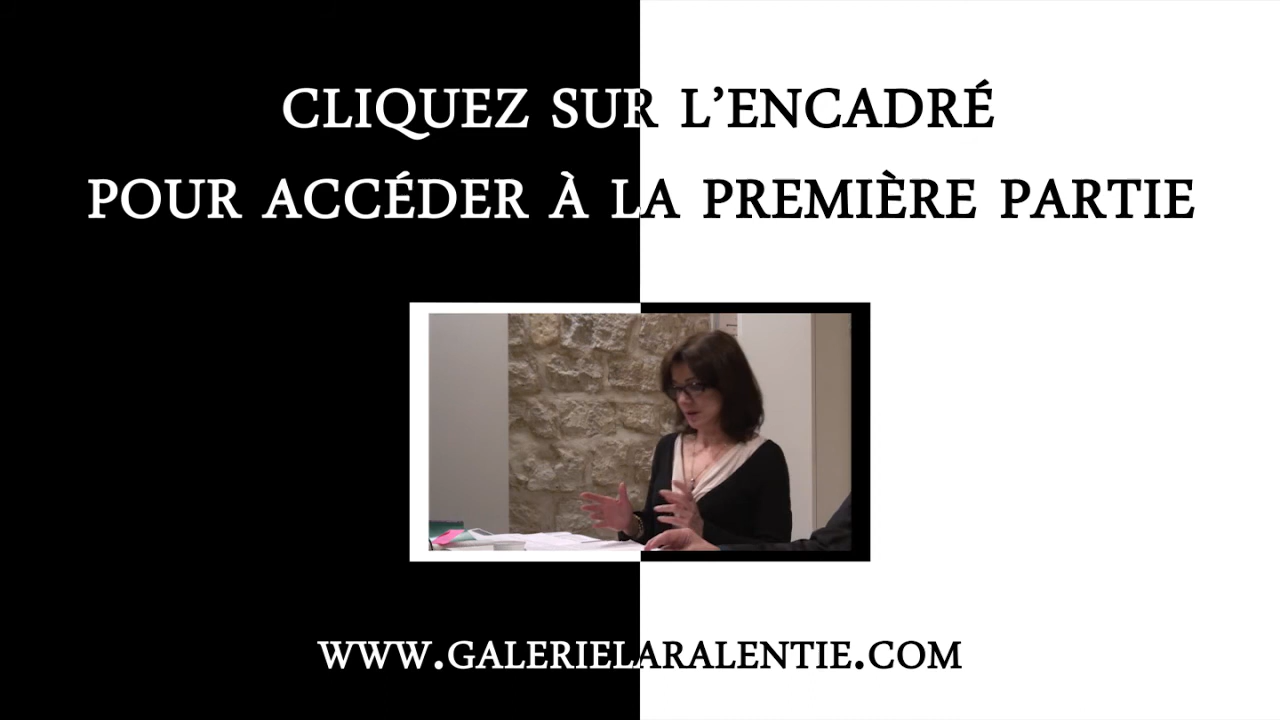 CLIQUEZ SUR L'ENCADRÉ
POUR ACCÉDER À LA PREMIÈRE PARTIE
WWW.GALERIELARALENTIE.COM